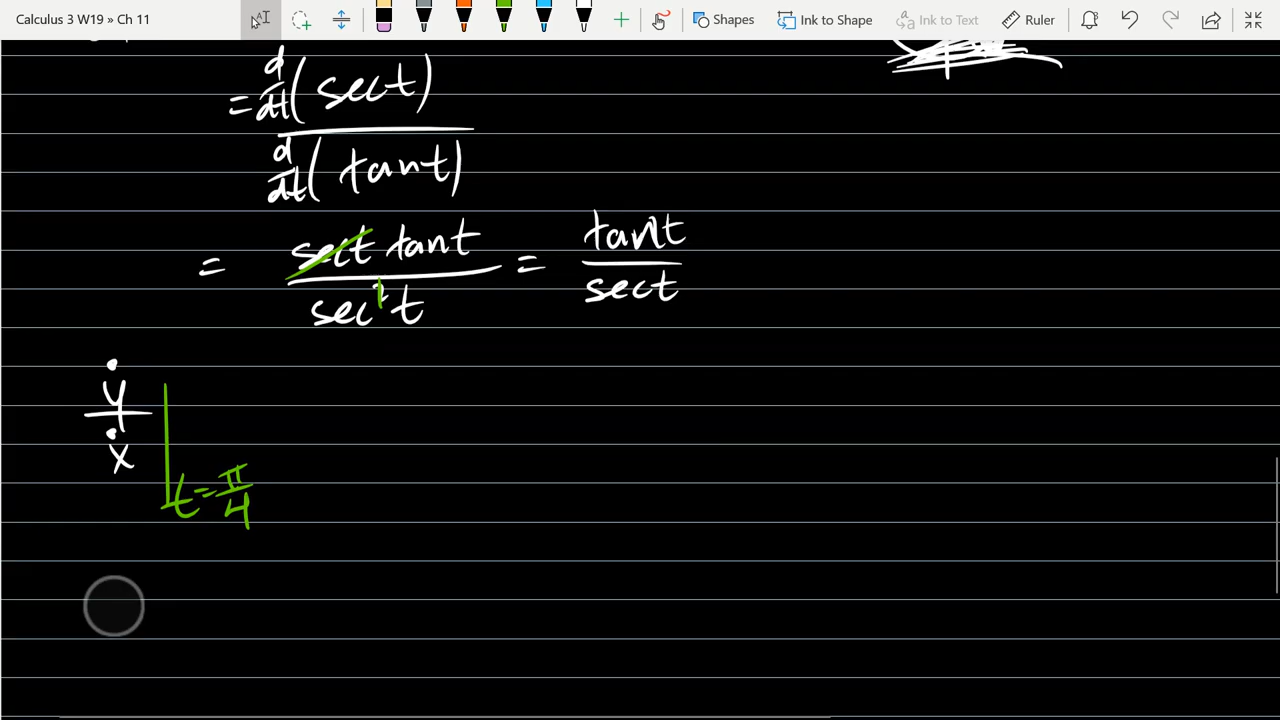 Calculus 3 W19 » Ch 11
Shapes
Ink to Shape
Ink to Text
Ruler
= d/dt (sect)
d/dt (tant)
= sect tant / sec²t = tant / sect
ẏ / ẋ | t = π/4